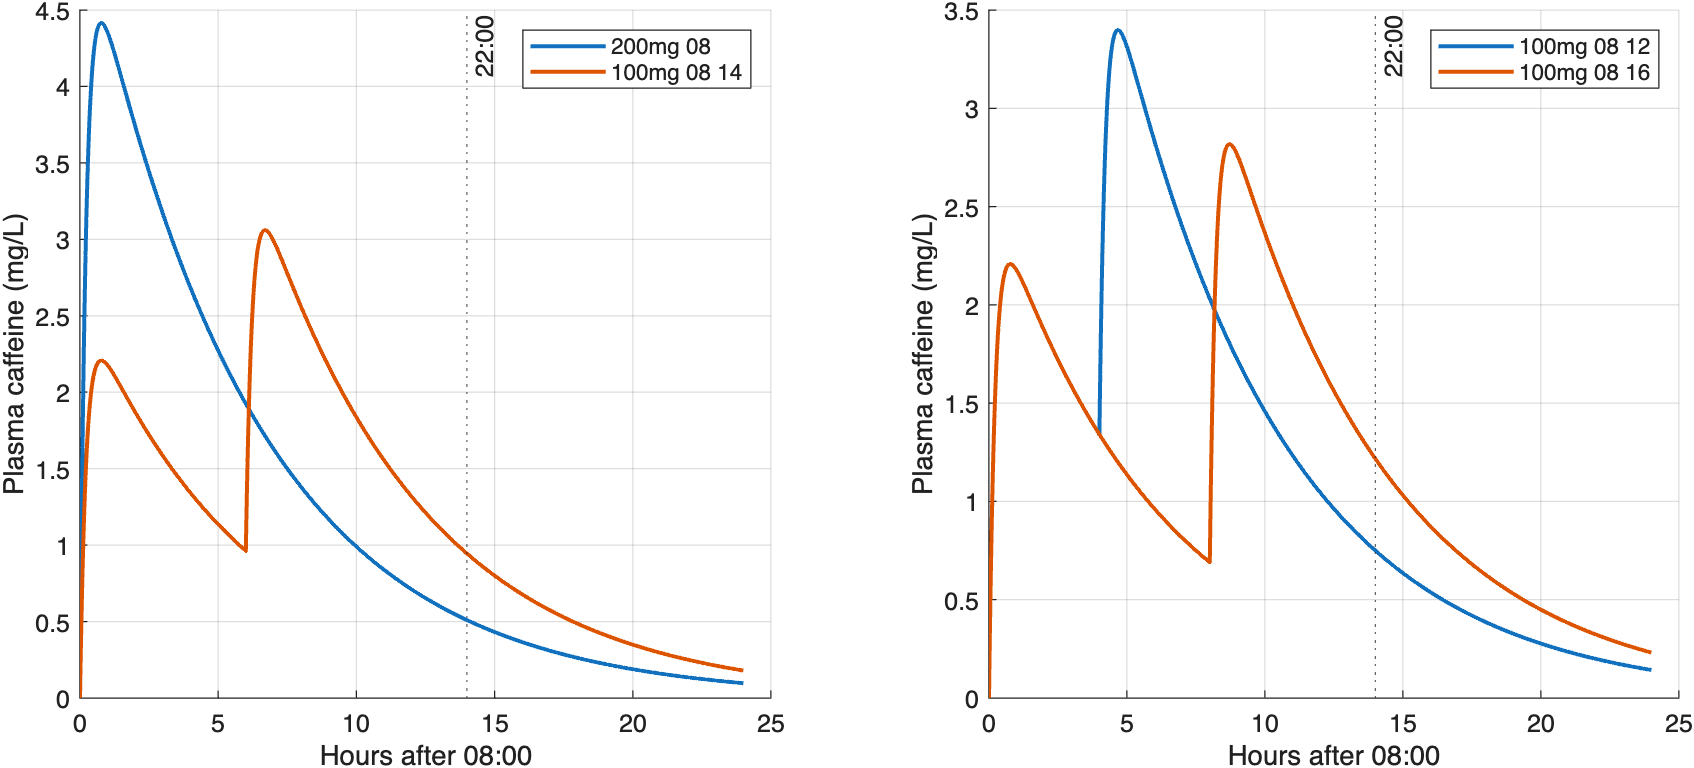 4.5
4
3.5
3
2.5
2
1.5
1
0.5
0
0 5 10 15 20 25
Plasma caffeine (mg/L)
Hours after 08:00
22:00
200mg 08
100mg 08 14
3.5
3
2.5
2
1.5
1
0.5
0
0 5 10 15 20 25
Plasma caffeine (mg/L)
Hours after 08:00
22:00
100mg 08 12
100mg 08 16